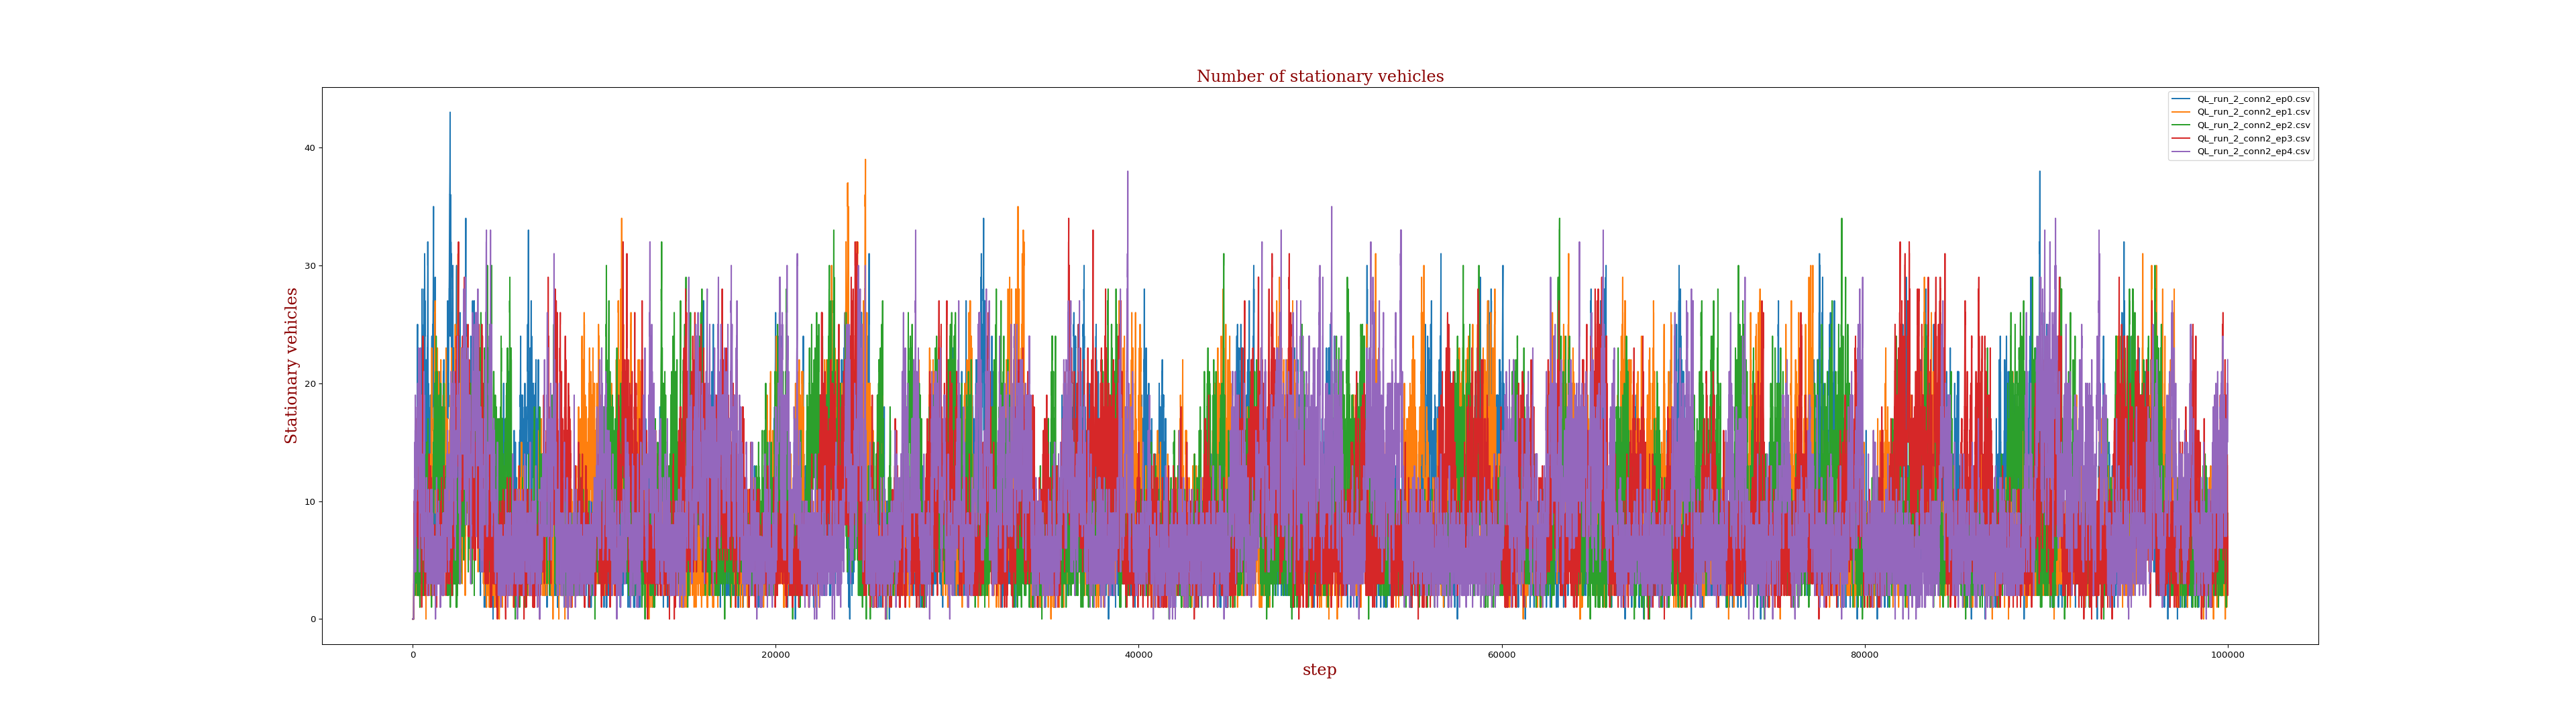 Number of stationary vehicles
QL_run_2_conn2_ep0.csv
QL_run_2_conn2_ep1.csv
QL_run_2_conn2_ep2.csv
QL_run_2_conn2_ep3.csv
QL_run_2_conn2_ep4.csv
Stationary vehicles
40
30
20
10
0
0 20000 40000 60000 80000 100000
step